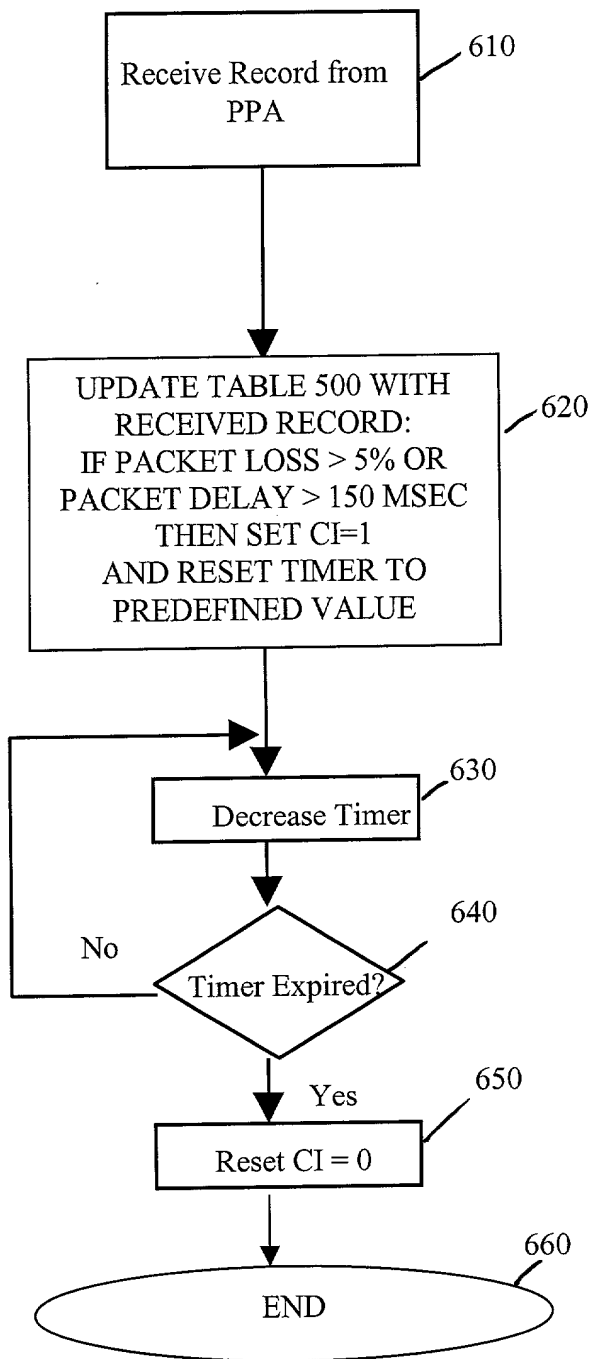 Receive Record from
PPA
610
UPDATE TABLE 500 WITH
RECEIVED RECORD:
IF PACKET LOSS > 5% OR
PACKET DELAY > 150 MSEC
THEN SET CI=1
AND RESET TIMER TO
PREDEFINED VALUE
620
630
Decrease Timer
640
No
Timer Expired?
Yes
650
Reset CI = 0
660
END